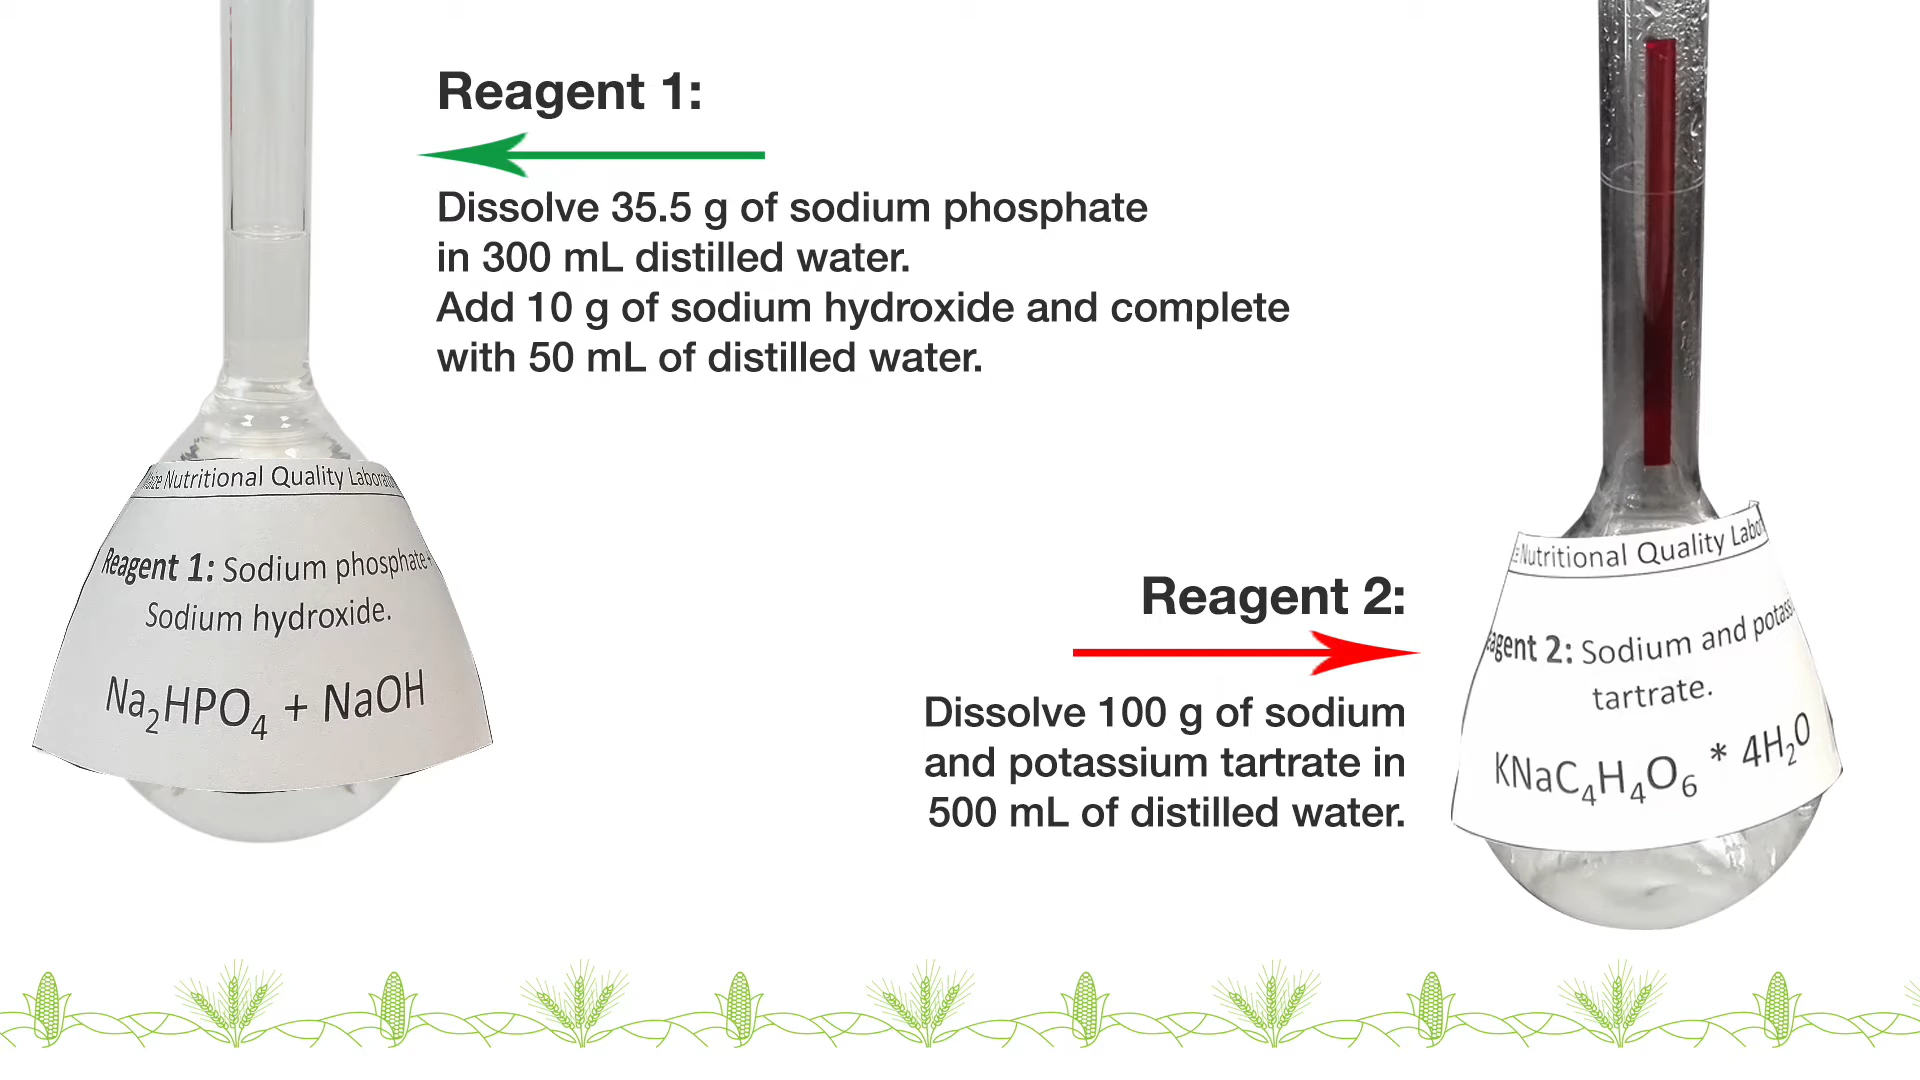 Reagent 1:
Dissolve 35.5 g of sodium phosphate
in 300 mL distilled water.
Add 10 g of sodium hydroxide and complete
with 50 mL of distilled water.
Nutritional Quality
Reagent 1: Sodium phosphate+
Sodium hydroxide.
Na₂HPO₄ + NaOH
Reagent 2:
Dissolve 100 g of sodium
and potassium tartrate in
500 mL of distilled water.
Nutritional Quality
2: Sodium and
tartrate.
KNaC₄H₄O₆ * 4H₂O